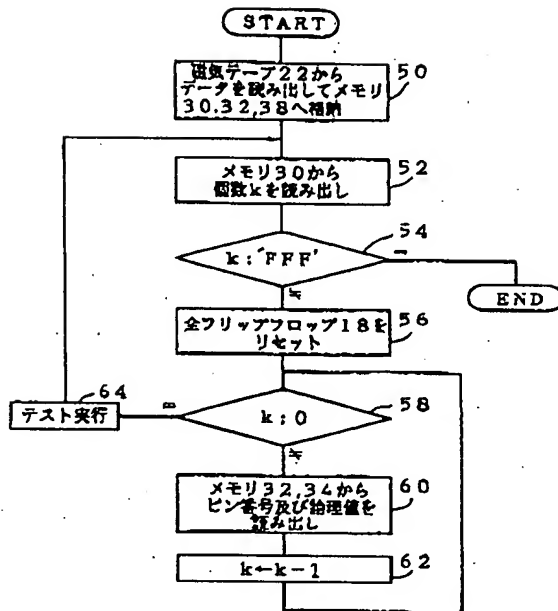 START
磁気テープ22から
データを読み出してメモリ
30.32,38へ格納
50
メモリ30から
個数kを読み出し
52
54
k:'FFF'
=
≒
END
全フリップフロップ18を
リセット
56
64
テスト実行
=
k:0
58
≒
メモリ32,34から
ピン番号及び論理値を
読み出し
60
k←k-1
62